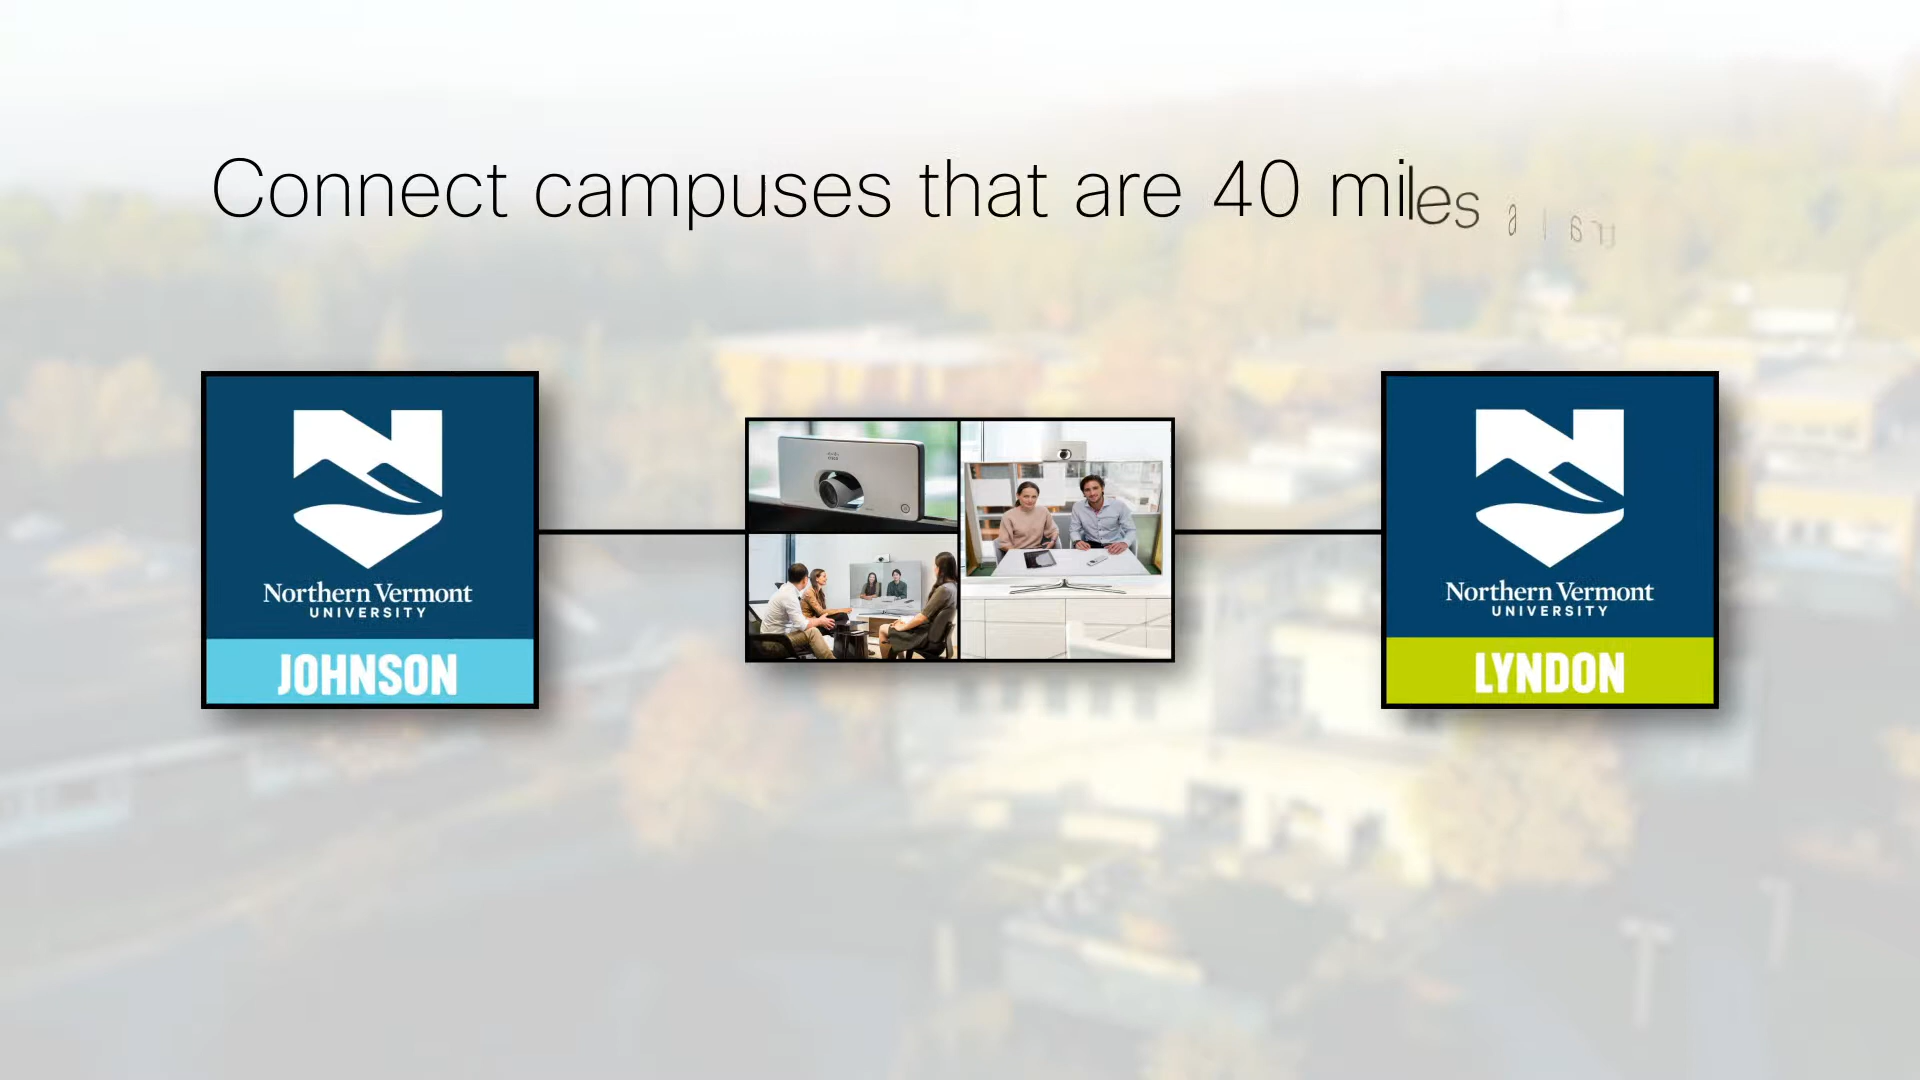 Connect campuses that are 40 miles
Northern Vermont
UNIVERSITY
JOHNSON
Northern Vermont
UNIVERSITY
LYNDON